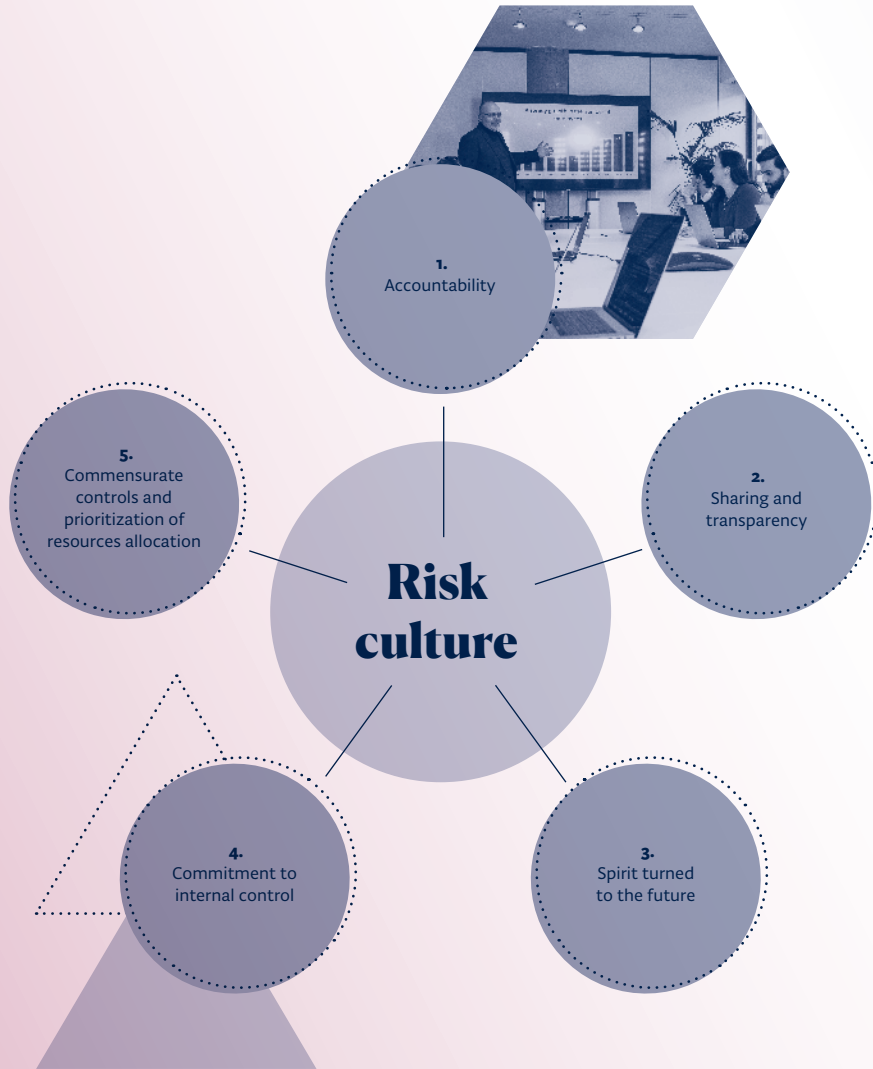 1.
Accountability
5.
Commensurate
controls and
prioritization of
resources allocation
2.
Sharing and
transparency
Risk
culture
4.
Commitment to
internal control
3.
Spirit turned
to the future